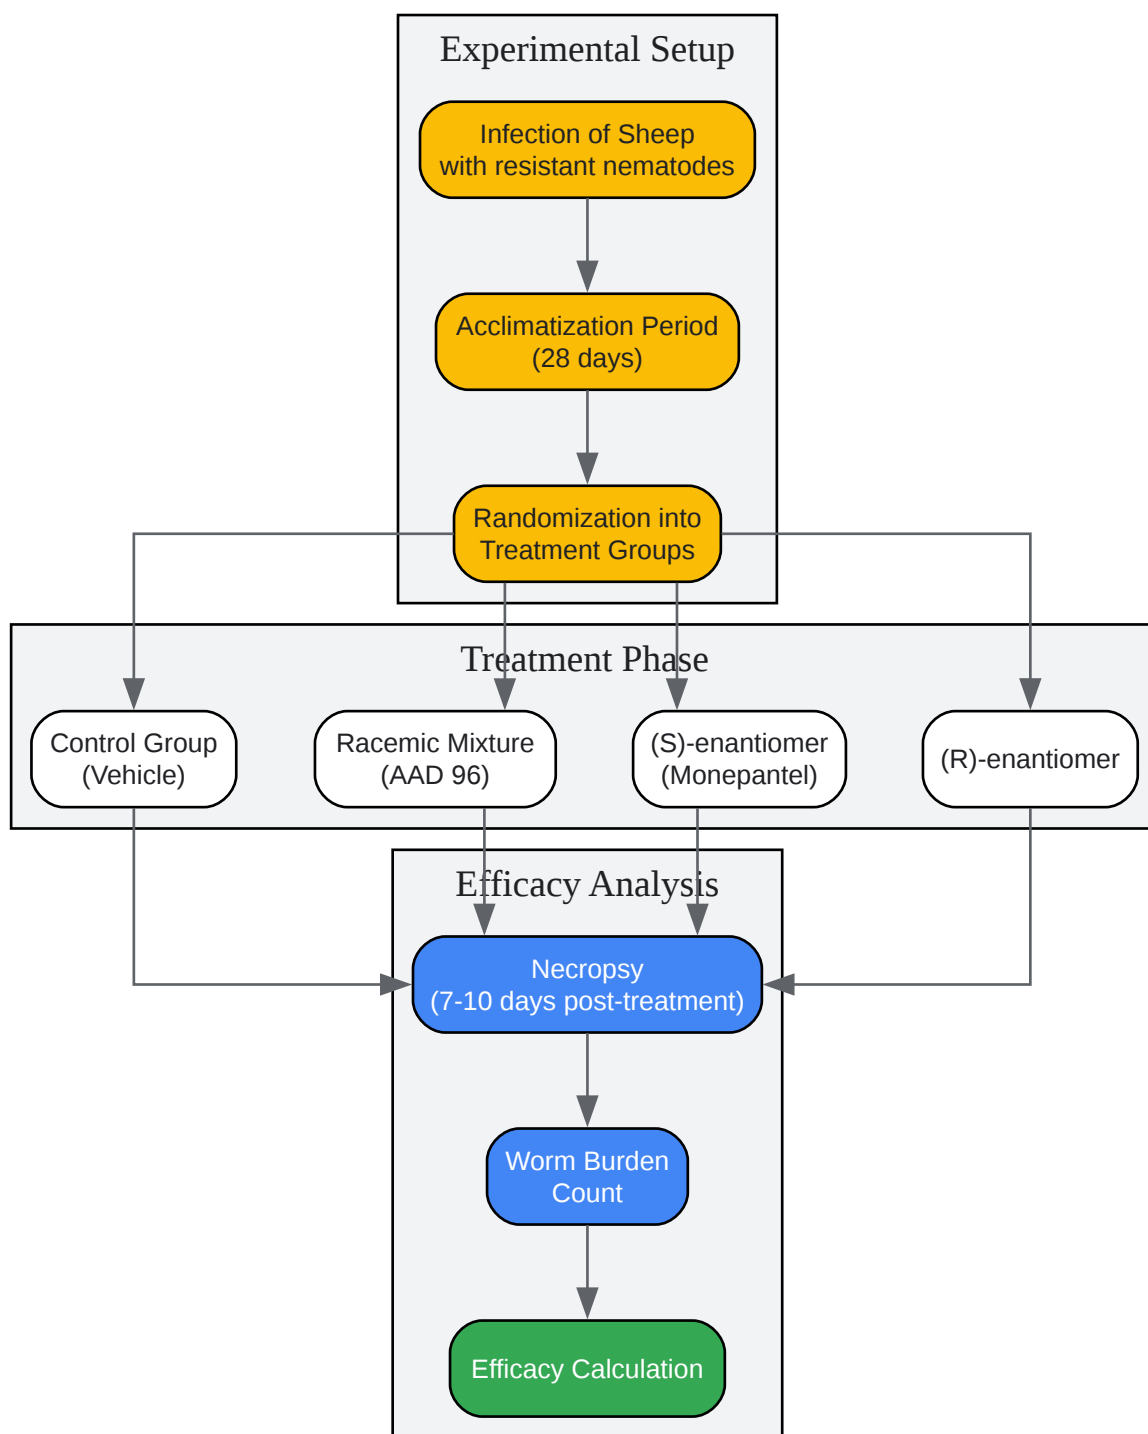 Experimental Setup
Infection of Sheep
with resistant nematodes
Acclimatization Period
(28 days)
Randomization into
Treatment Groups
Treatment Phase
Control Group
(Vehicle)
Racemic Mixture
(AAD 96)
(S)-enantiomer
(Monepantel)
(R)-enantiomer
Efficacy Analysis
Necropsy
(7-10 days post-treatment)
Worm Burden
Count
Efficacy Calculation